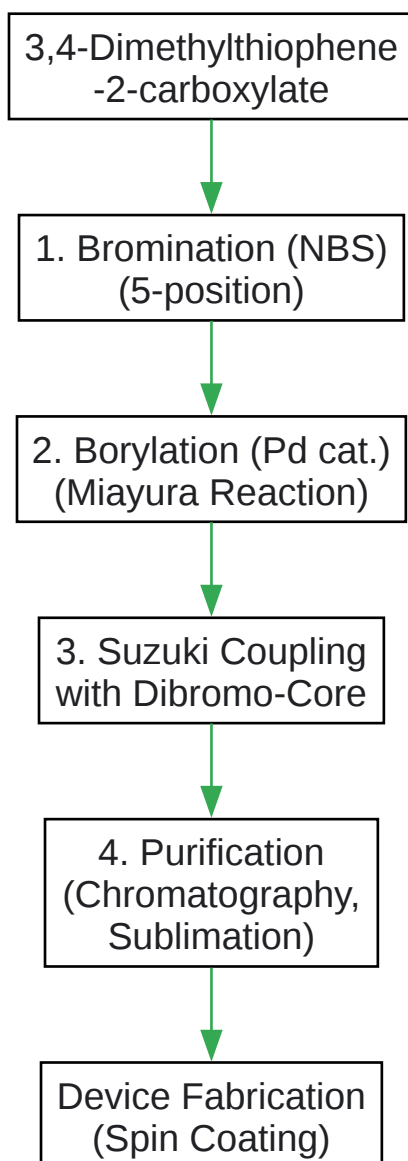 3,4-Dimethylthiophene
-2-carboxylate
1. Bromination (NBS)
(5-position)
2. Borylation (Pd cat.)
(Miayura Reaction)
3. Suzuki Coupling
with Dibromo-Core
4. Purification
(Chromatography,
Sublimation)
Device Fabrication
(Spin Coating)